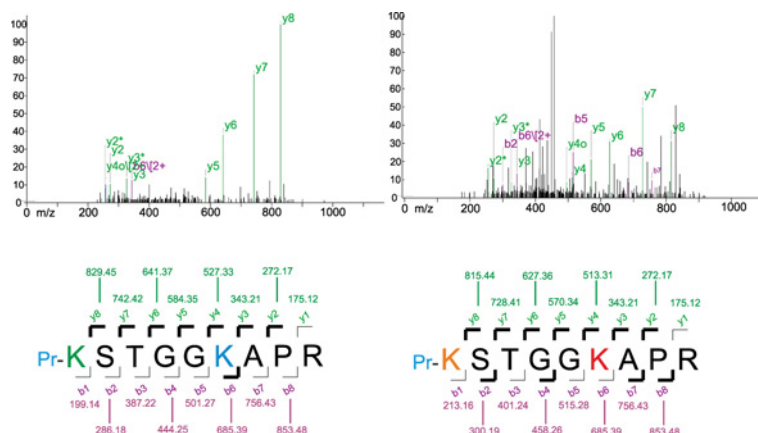 100
90
80
70
60
50
40
30
20
10
0
m/z
200
400
600
800
1000
y8
y7
y6
y5
y2*
y2
y3*
y3
100
90
80
70
60
50
40
30
20
10
0
m/z
200
400
600
800
1000
y7
b5
y2
y3*
b2
b6\[2+
y4o
y5
y6
b6
y8
y2*
y3
y4
b7
829.45 641.37 527.33 272.17
742.42 584.35 343.21 175.12
y8 y7 y6 y5 y4 y3 y2 y1
Pr-K S T G G K A P R
b1 b2 b3 b4 b5 b6 b7 b8
199.14 387.22 501.27 756.43
286.18 444.25 685.39 853.48
815.44 627.36 513.31 272.17
728.41 570.34 343.21 175.12
y8 y7 y6 y5 y4 y3 y2 y1
Pr-K S T G G K A P R
b1 b2 b3 b4 b5 b6 b7 b8
213.16 401.24 515.28 756.43
300.19 458.26 685.39 853.48